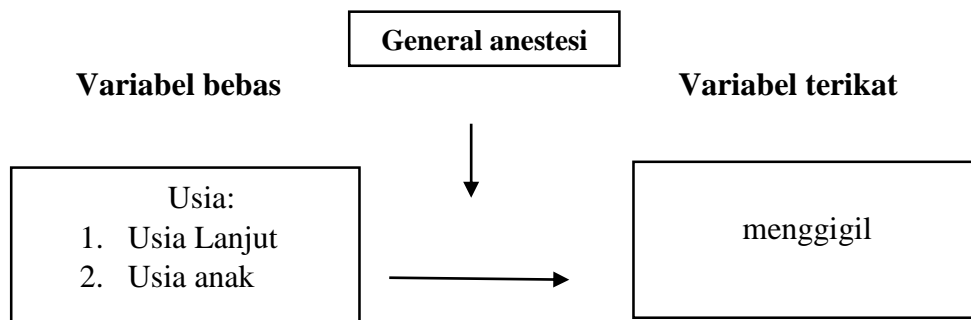 General anestesi
Variabel bebas
Variabel terikat
Usia:
1. Usia Lanjut
2. Usia anak
menggigil